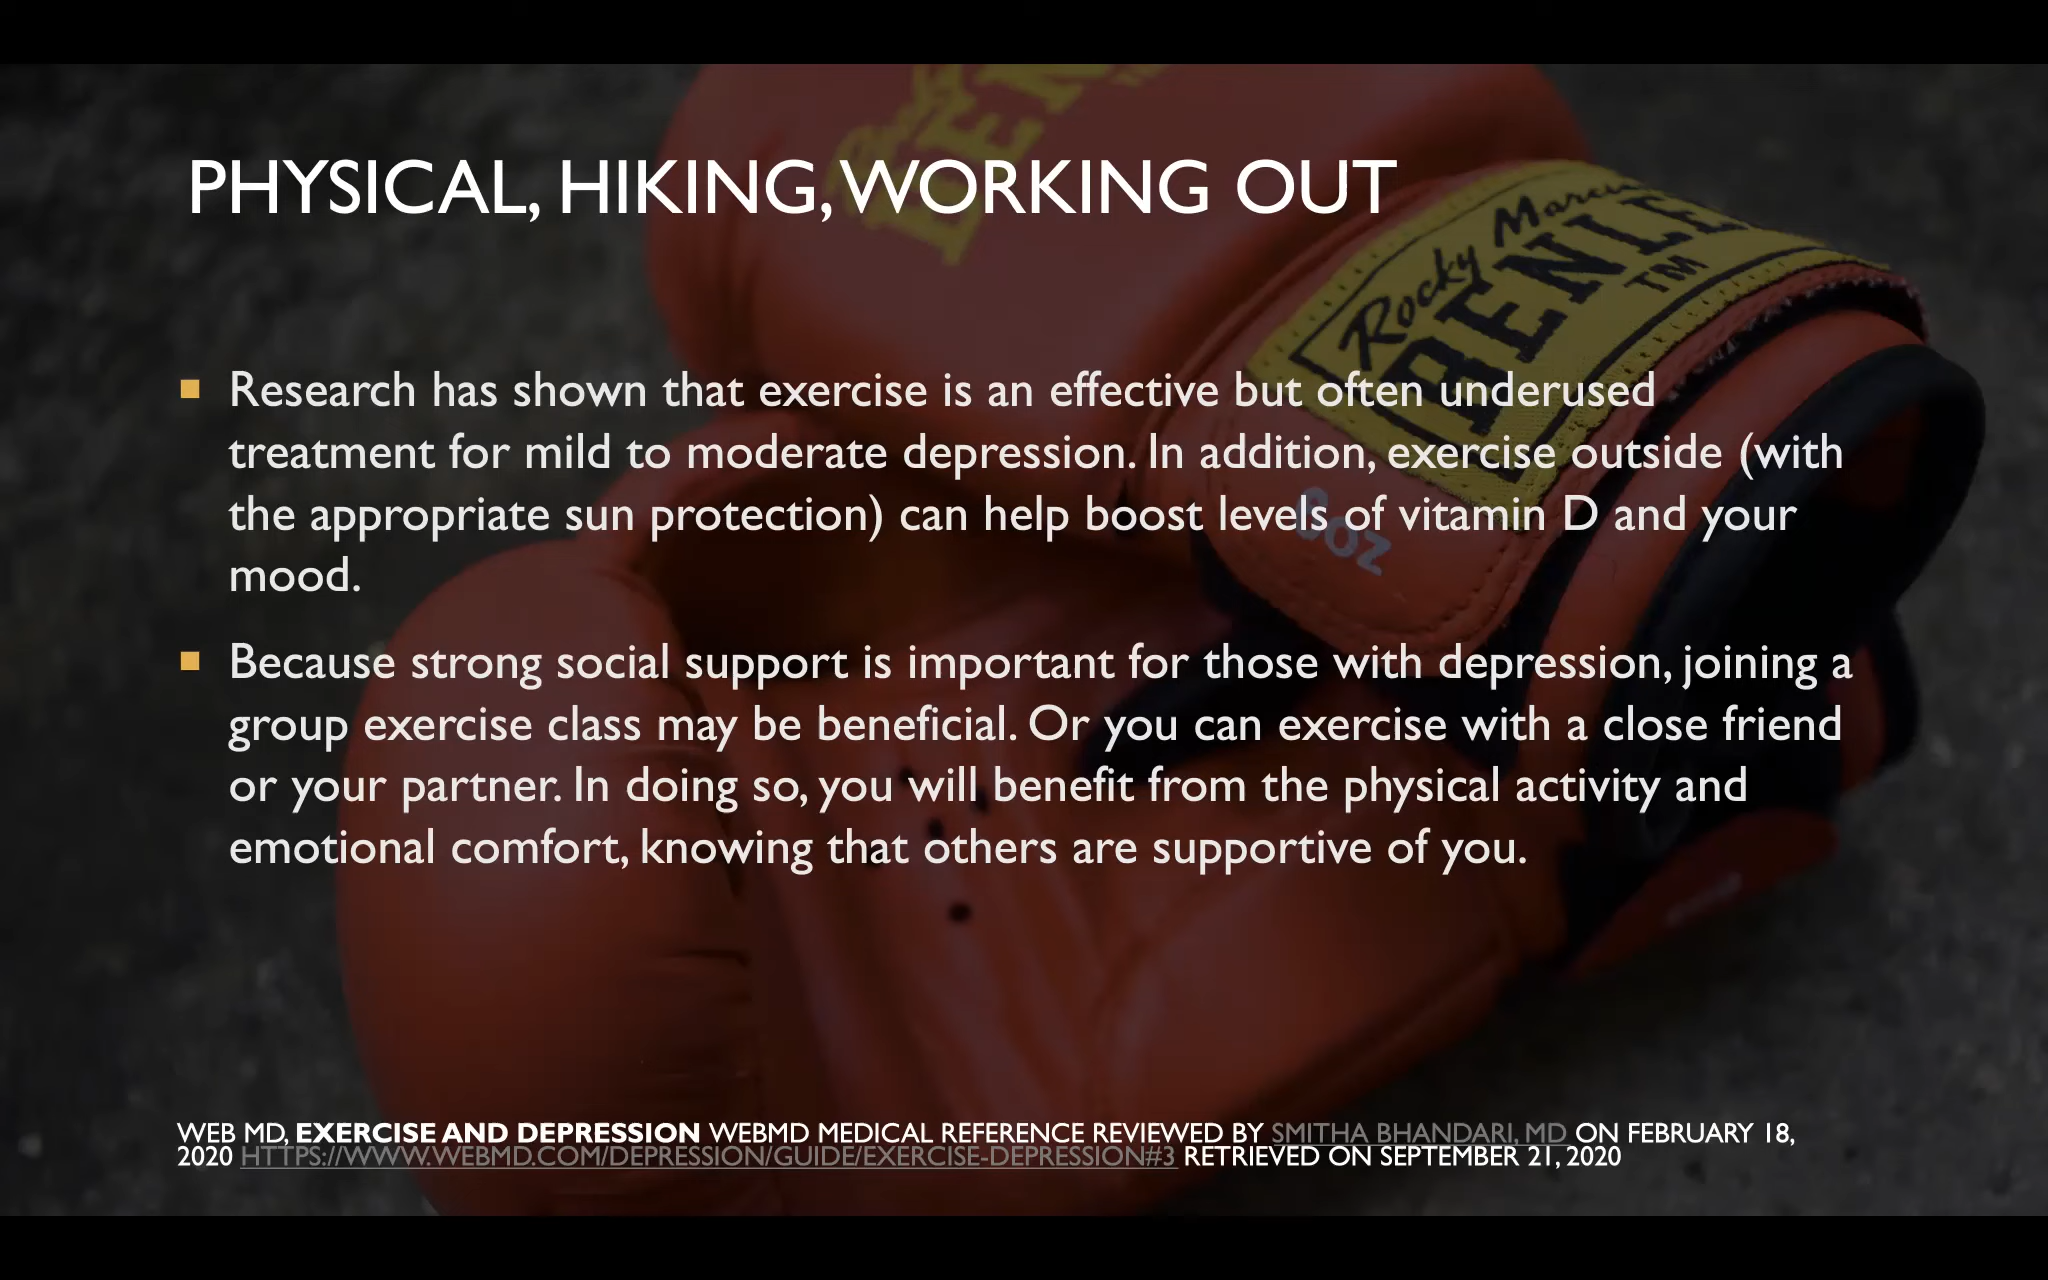 PHYSICAL, HIKING, WORKING OUT
Rocky
BENLE
TM
8oz
Research has shown that exercise is an effective but often underused
treatment for mild to moderate depression. In addition, exercise outside (with
the appropriate sun protection) can help boost levels of vitamin D and your
mood.
Because strong social support is important for those with depression, joining a
group exercise class may be beneficial. Or you can exercise with a close friend
or your partner. In doing so, you will benefit from the physical activity and
emotional comfort, knowing that others are supportive of you.
WEB MD, EXERCISE AND DEPRESSION WEBMD MEDICAL REFERENCE REVIEWED BY SMITHA BHANDARI, MD ON FEBRUARY 18,
2020 HTTPS://WWW.WEBMD.COM/DEPRESSION/GUIDE/EXERCISE-DEPRESSION#3 RETRIEVED ON SEPTEMBER 21, 2020